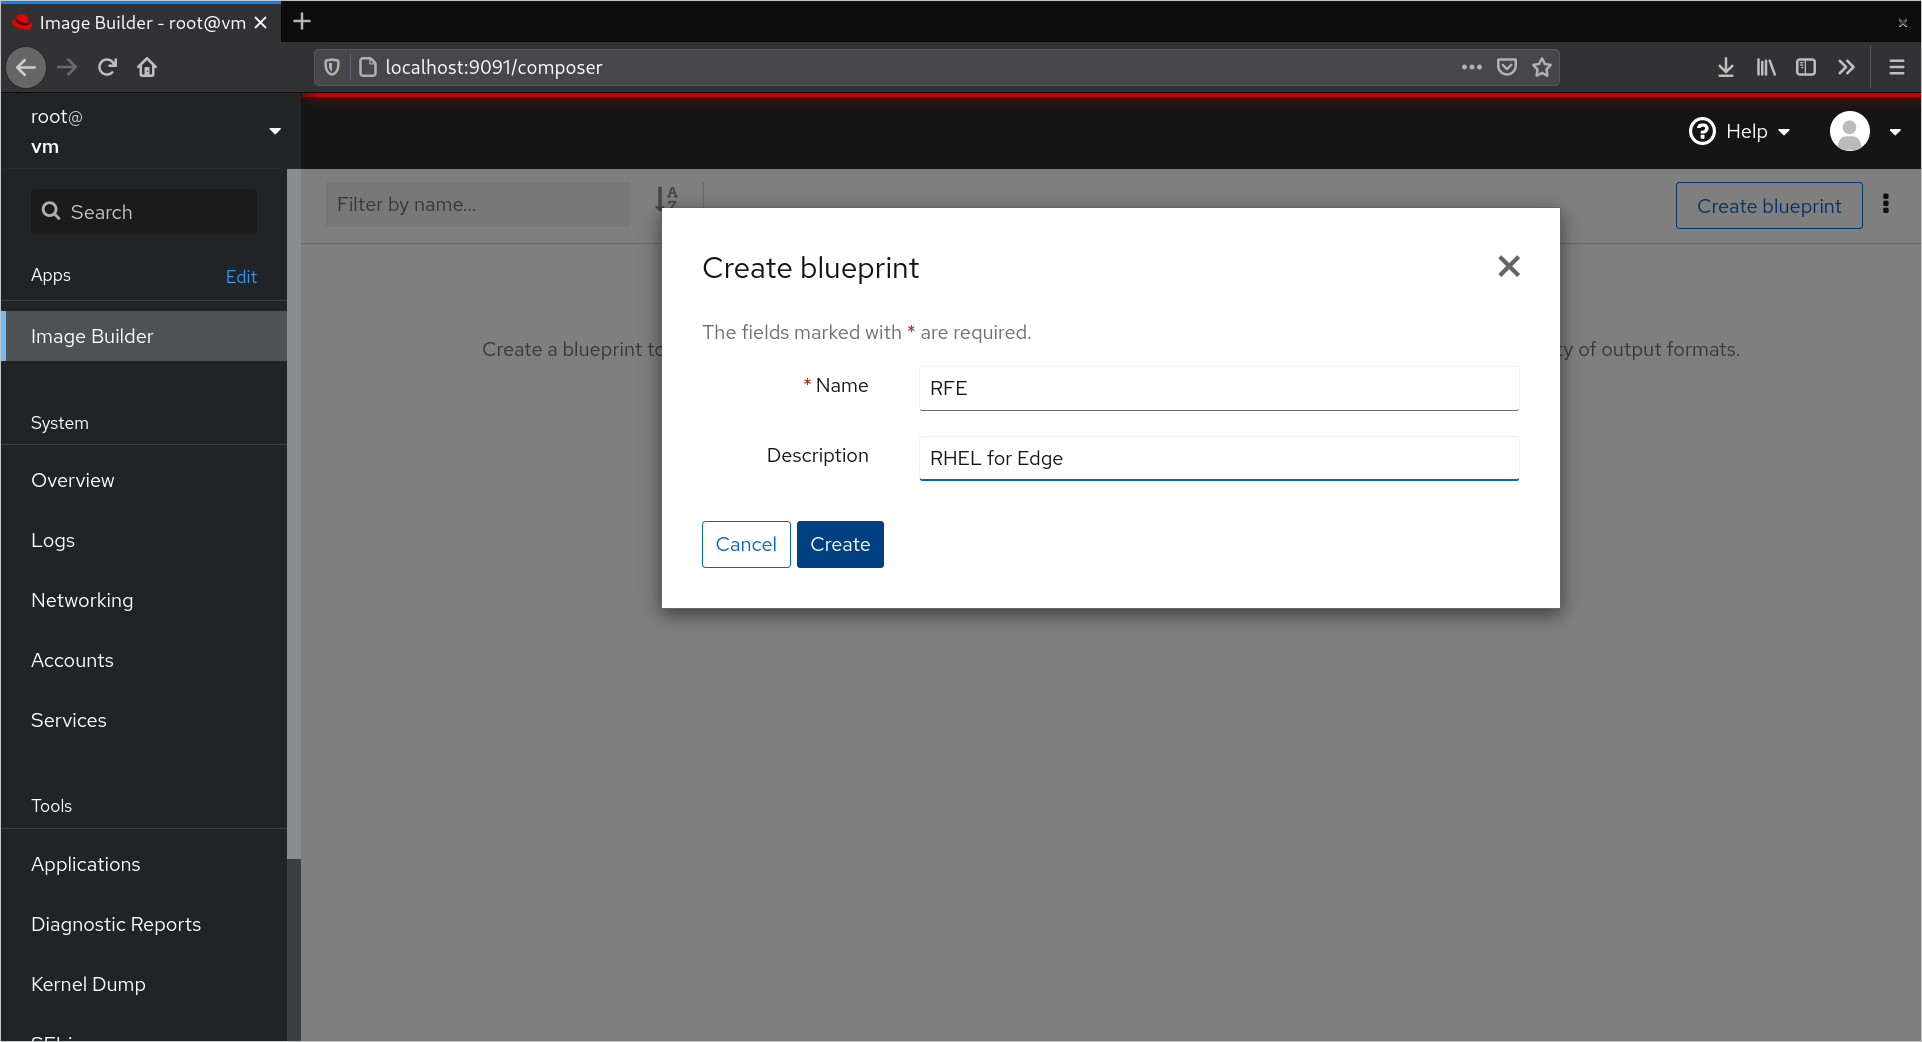 Image Builder - root@vm
localhost:9091/composer
root@
vm
Help
Search
Filter by name...
Create blueprint
Apps
Edit
Image Builder
Create a blueprint
of output formats.
System
Overview
Logs
Networking
Accounts
Services
Tools
Applications
Diagnostic Reports
Kernel Dump
Create blueprint
The fields marked with * are required.
* Name
RFE
Description
RHEL for Edge
Cancel
Create